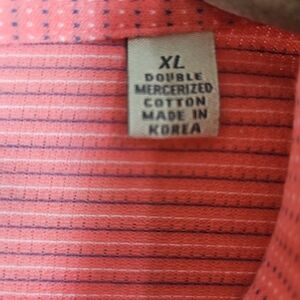 XL
DOUBLE
MERCERIZED
COTTON
MADE IN
KOREA